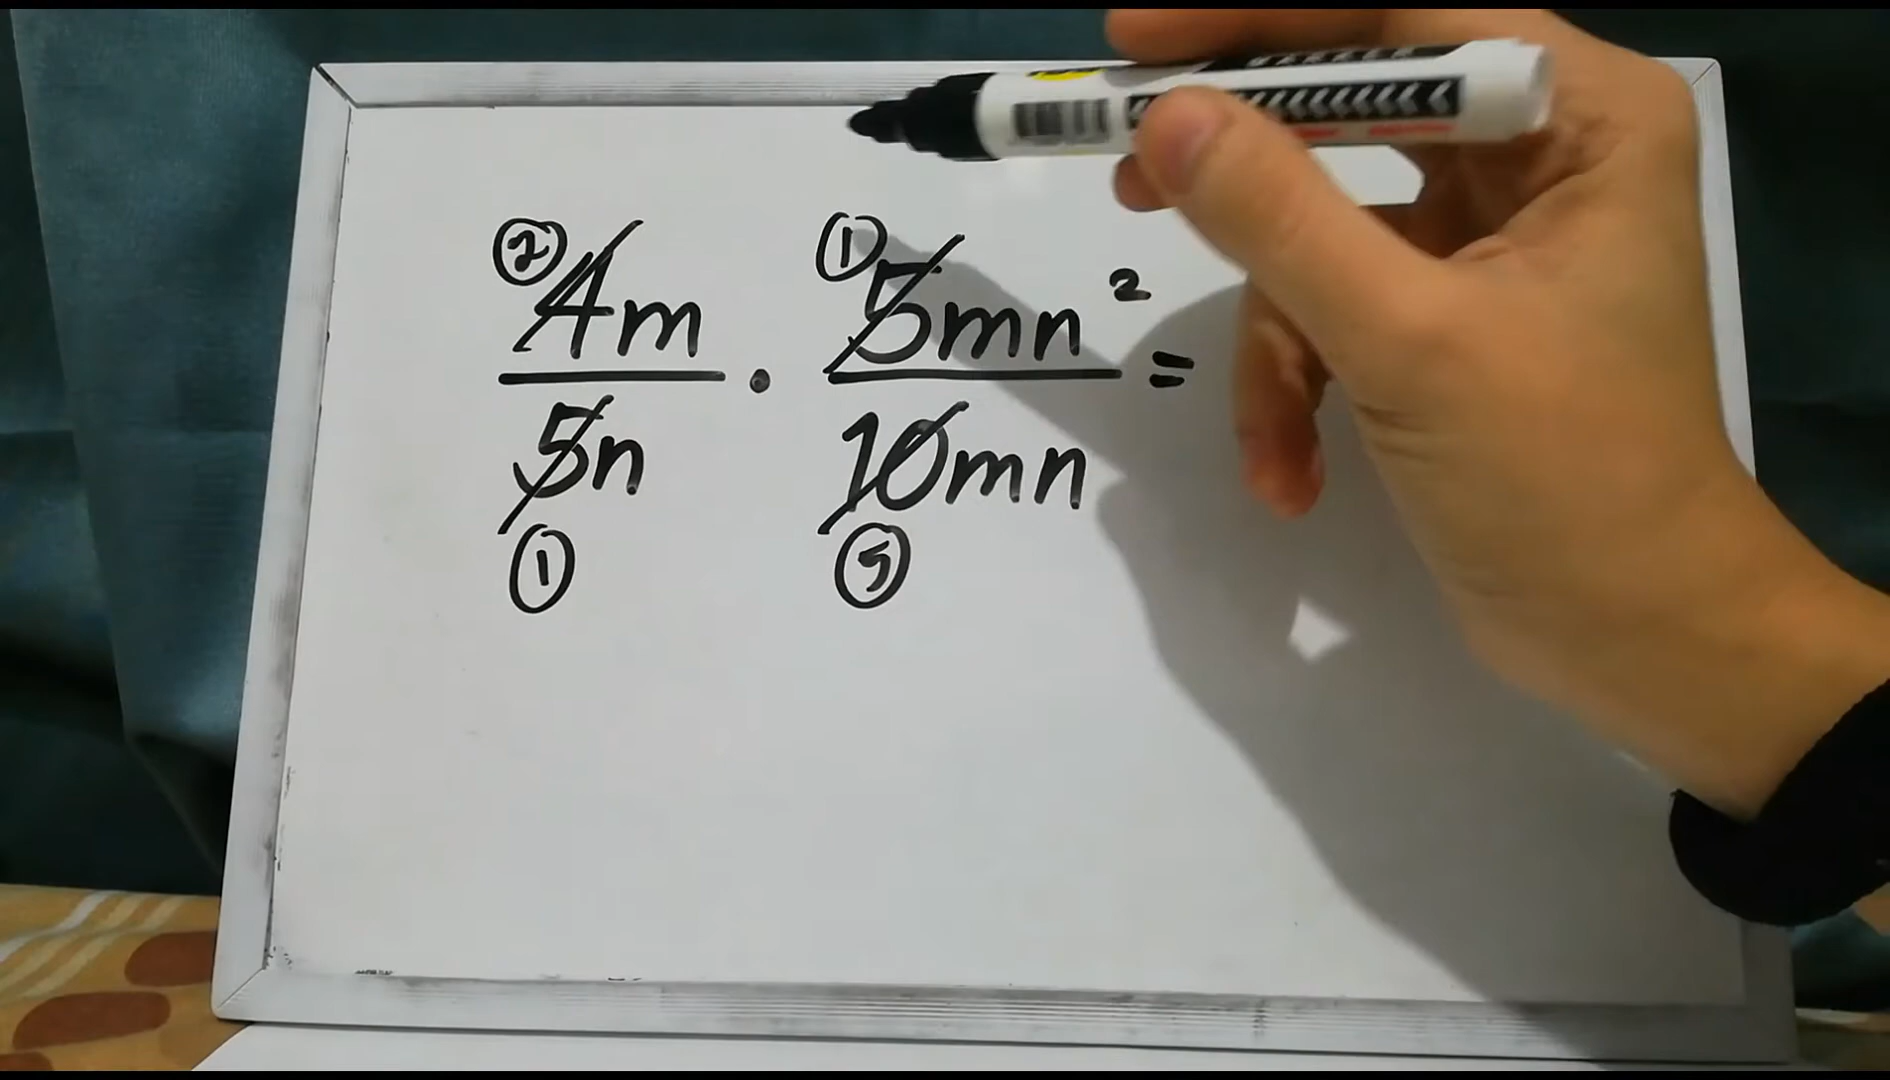 ② 4m ① 5mn² =
5n · 10mn
① ⑤